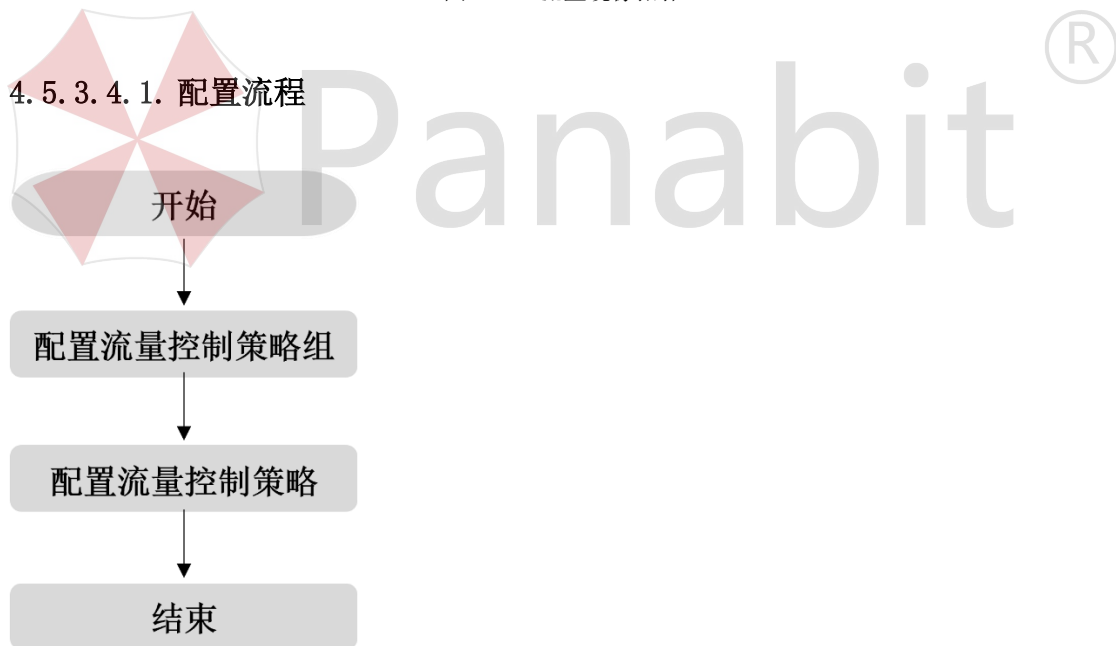 4.5.3.4.1. 配置流程
Panabit®
开始
配置流量控制策略组
配置流量控制策略
结束